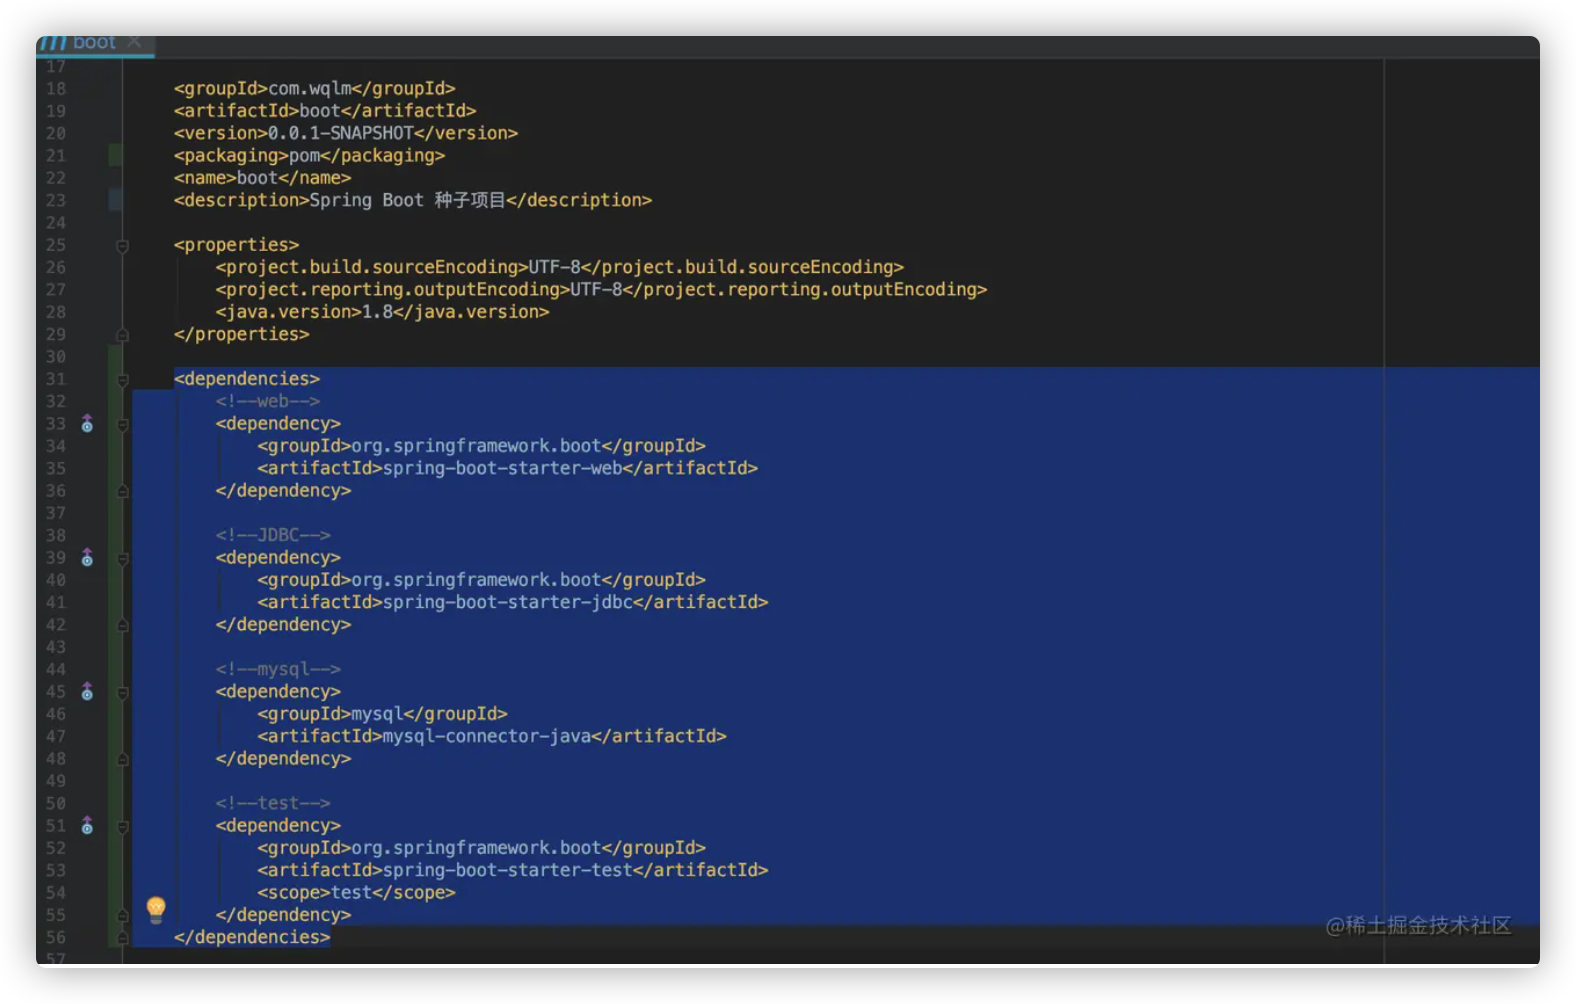 boot
17
18 <groupId>com.wqlm</groupId>
19 <artifactId>boot</artifactId>
20 <version>0.0.1-SNAPSHOT</version>
21 <packaging>pom</packaging>
22 <name>boot</name>
23 <description>Spring Boot 种子项目</description>
24
25 <properties>
26 <project.build.sourceEncoding>UTF-8</project.build.sourceEncoding>
27 <project.reporting.outputEncoding>UTF-8</project.reporting.outputEncoding>
28 <java.version>1.8</java.version>
29 </properties>
30
31 <dependencies>
32 <!--web-->
33 <dependency>
34 <groupId>org.springframework.boot</groupId>
35 <artifactId>spring-boot-starter-web</artifactId>
36 </dependency>
37
38 <!--JDBC-->
39 <dependency>
40 <groupId>org.springframework.boot</groupId>
41 <artifactId>spring-boot-starter-jdbc</artifactId>
42 </dependency>
43
44 <!--mysql-->
45 <dependency>
46 <groupId>mysql</groupId>
47 <artifactId>mysql-connector-java</artifactId>
48 </dependency>
49
50 <!--test-->
51 <dependency>
52 <groupId>org.springframework.boot</groupId>
53 <artifactId>spring-boot-starter-test</artifactId>
54 <scope>test</scope>
55 </dependency>
56 </dependencies>
57
@稀土掘金技术社区